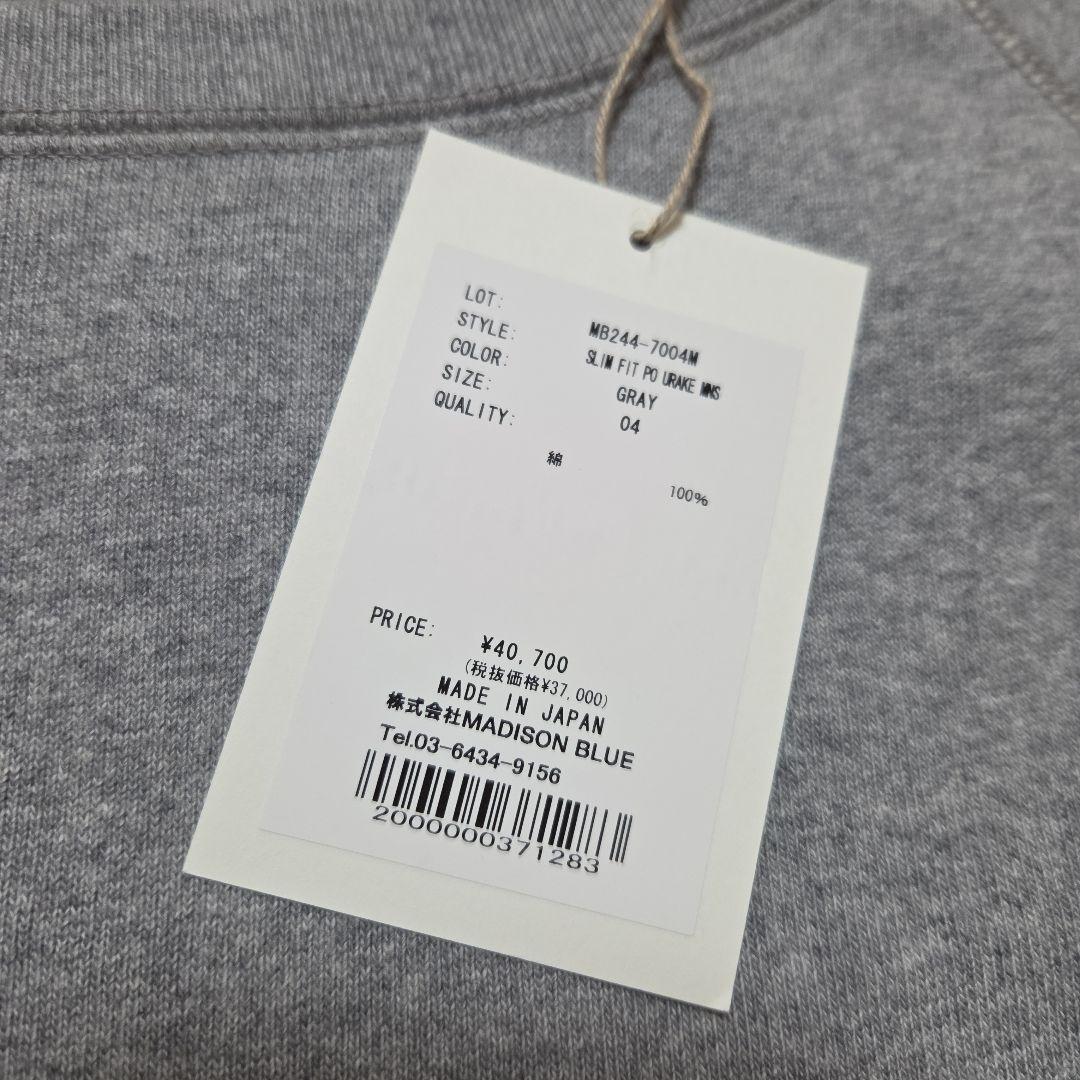 LOT: MB244-7004M
STYLE: SLIM FIT PO URAKE MNS
COLOR: GRAY
SIZE: 04
QUALITY:
綿 100%
PRICE: ¥40,700
(税抜価格¥37,000)
MADE IN JAPAN
株式会社MADISON BLUE
Tel.03-6434-9156
2000000371283